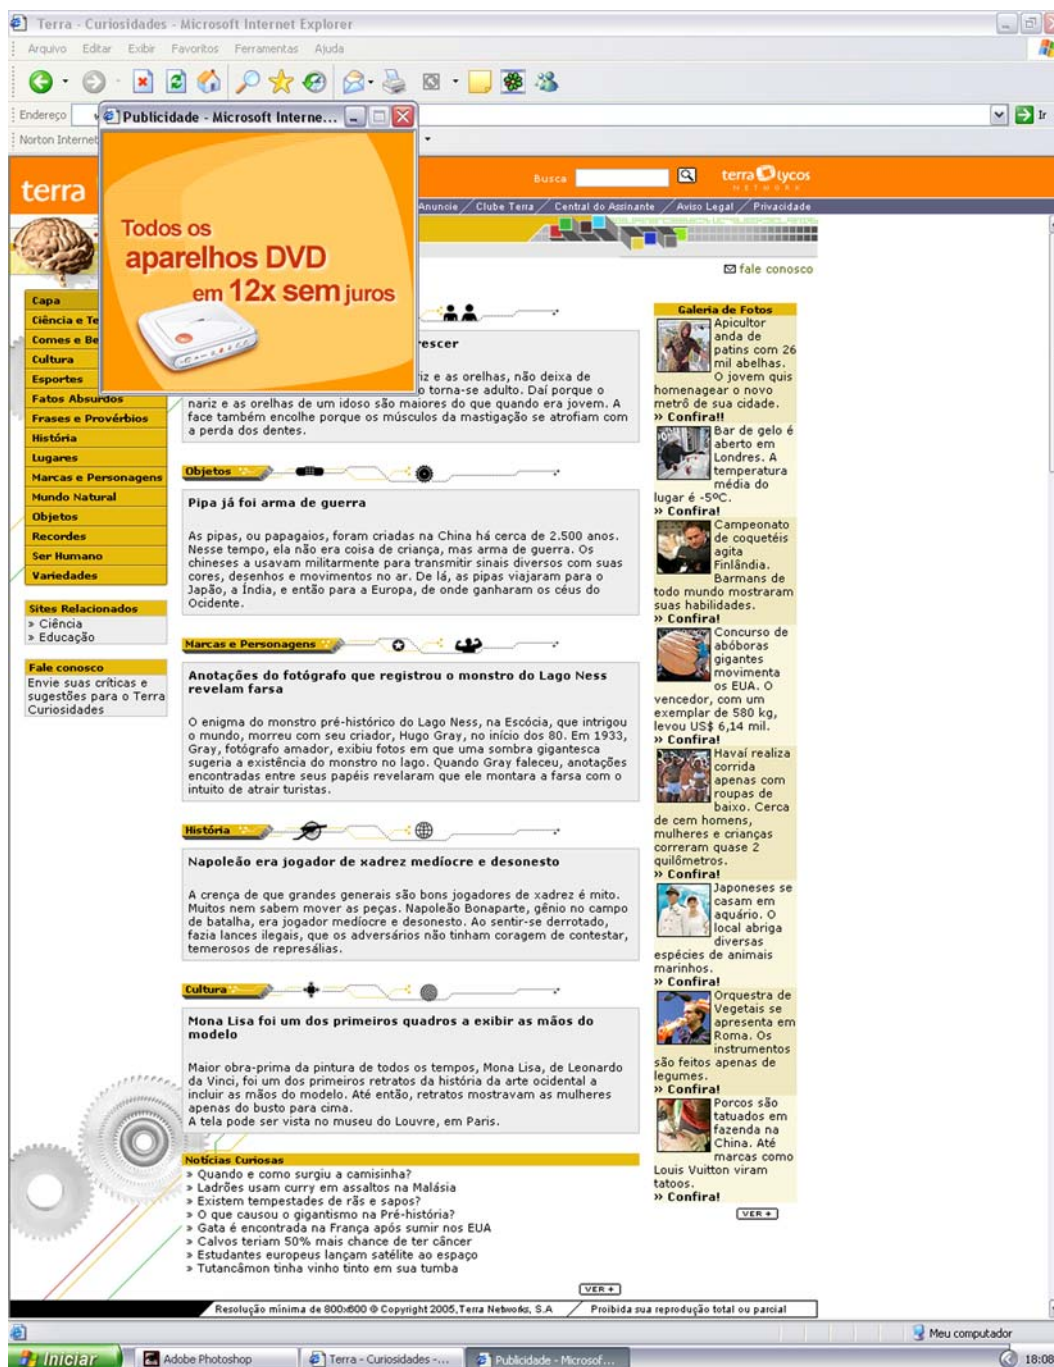 Terra - Curiosidades - Microsoft Internet Explorer
Arquivo Editar Exibir Favoritos Ferramentas Ajuda
Endereço
Ir
Norton Internet
Publicidade - Microsoft Interne...
Todos os
aparelhos DVD
em 12x sem juros
terra
Busca
terra Lycos
NETWORK
Anuncie / Clube Terra / Central do Assinante / Aviso Legal / Privacidade
fale conosco
Capa
Ciência e Te
Comes e Be
Cultura
Esportes
Fatos Absurdos
Frases e Provérbios
História
Lugares
Marcas e Personagens
Mundo Natural
Objetos
Recordes
Ser Humano
Variedades
Sites Relacionados
» Ciência
» Educação
Fale conosco
Envie suas críticas e
sugestões para o Terra
Curiosidades
rescer
riz e as orelhas, não deixa de
o torna-se adulto. Daí porque o
nariz e as orelhas de um idoso são maiores do que quando era jovem. A
face também encolhe porque os músculos da mastigação se atrofiam com
a perda dos dentes.
Objetos
Pipa já foi arma de guerra
As pipas, ou papagaios, foram criadas na China há cerca de 2.500 anos.
Nesse tempo, ela não era coisa de criança, mas arma de guerra. Os
chineses a usavam militarmente para transmitir sinais diversos com suas
cores, desenhos e movimentos no ar. De lá, as pipas viajaram para o
Japão, a Índia, e então para a Europa, de onde ganharam os céus do
Ocidente.
Marcas e Personagens
Anotações do fotógrafo que registrou o monstro do Lago Ness
revelam farsa
O enigma do monstro pré-histórico do Lago Ness, na Escócia, que intrigou
o mundo, morreu com seu criador, Hugo Gray, no início dos 80. Em 1933,
Gray, fotógrafo amador, exibiu fotos em que uma sombra gigantesca
sugeria a existência do monstro no lago. Quando Gray faleceu, anotações
encontradas entre seus papéis revelaram que ele montara a farsa com o
intuito de atrair turistas.
História
Napoleão era jogador de xadrez medíocre e desonesto
A crença de que grandes generais são bons jogadores de xadrez é mito.
Muitos nem sabem mover as peças. Napoleão Bonaparte, gênio no campo
de batalha, era jogador medíocre e desonesto. Ao sentir-se derrotado,
fazia lances ilegais, que os adversários não tinham coragem de contestar,
temerosos de represálias.
Cultura
Mona Lisa foi um dos primeiros quadros a exibir as mãos do
modelo
Maior obra-prima da pintura de todos os tempos, Mona Lisa, de Leonardo
da Vinci, foi um dos primeiros retratos da história da arte ocidental a
incluir as mãos do modelo. Até então, retratos mostravam as mulheres
apenas do busto para cima.
A tela pode ser vista no museu do Louvre, em Paris.
Notícias Curiosas
» Quando e como surgiu a camisinha?
» Ladrões usam curry em assaltos na Malásia
» Existem tempestades de rãs e sapos?
» O que causou o gigantismo na Pré-história?
» Gata é encontrada na França após sumir nos EUA
» Calvos teriam 50% mais chance de ter câncer
» Estudantes europeus lançam satélite ao espaço
» Tutancâmon tinha vinho tinto em sua tumba
VER +
Galeria de Fotos
Apicultor
anda de
patins com 26
mil abelhas.
O jovem quis
homenagear o novo
metrô de sua cidade.
» Confira!!
Bar de gelo é
aberto em
Londres. A
temperatura
média do
lugar é -5ºC.
» Confira!
Campeonato
de coquetéis
agita
Finlândia.
Barmans de
todo mundo mostraram
suas habilidades.
» Confira!
Concurso de
abóboras
gigantes
movimenta
os EUA. O
vencedor, com um
exemplar de 580 kg,
levou US$ 6,14 mil.
» Confira!
Havaí realiza
corrida
apenas com
roupas de
baixo. Cerca
de cem homens,
mulheres e crianças
correram quase 2
quilômetros.
» Confira!
Japoneses se
casam em
aquário. O
local abriga
diversas
espécies de animais
marinhos.
» Confira!
Orquestra de
Vegetais se
apresenta em
Roma. Os
instrumentos
são feitos apenas de
legumes.
» Confira!
Porcos são
tatuados em
fazenda na
China. Até
marcas como
Louis Vuitton viram
tatoos.
» Confira!
VER +
Resolução mínima de 800x600 © Copyright 2005, Terra Networks, S.A / Proibida sua reprodução total ou parcial
Meu computador
Iniciar
Adobe Photoshop
Terra - Curiosidades -...
Publicidade - Microsof...
18:08